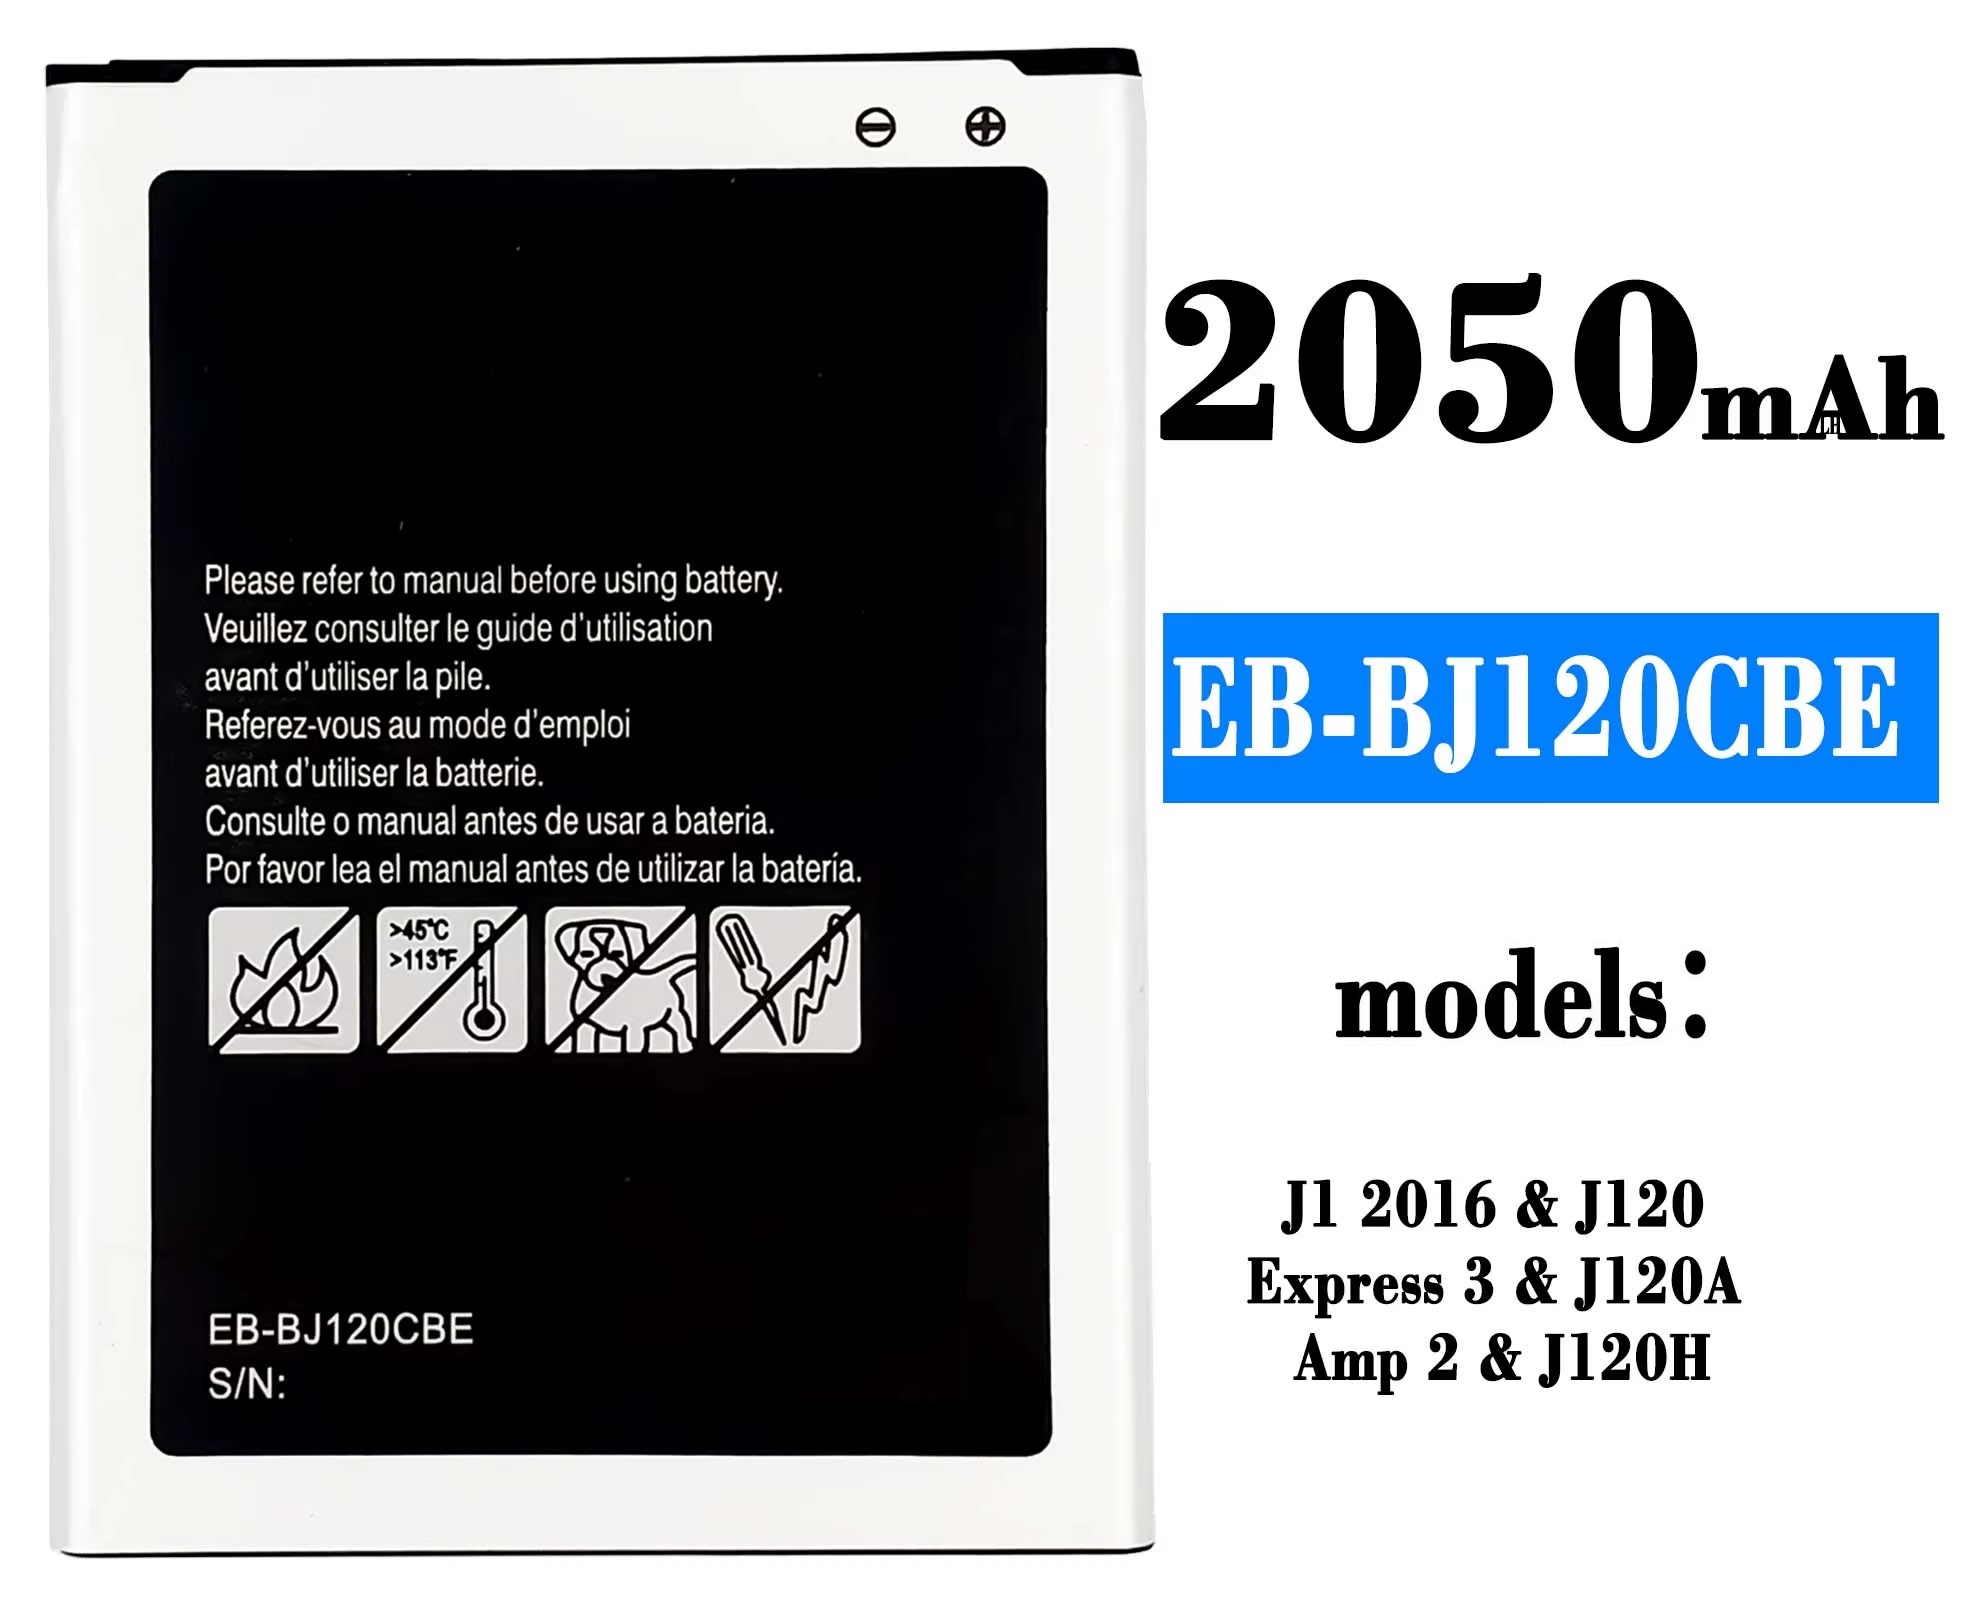 Please refer to manual before using battery.
Veuillez consulter le guide d'utilisation
avant d'utiliser la pile.
Referez-vous au mode d'emploi
avant d'utiliser la batterie.
Consulte o manual antes de usar a bateria.
Por favor lea el manual antes de utilizar la batería.
>45°C
>113°F
EB-BJ120CBE
S/N:
2050mAh
EB-BJ120CBE
models:
J1 2016 & J120
Express 3 & J120A
Amp 2 & J120H